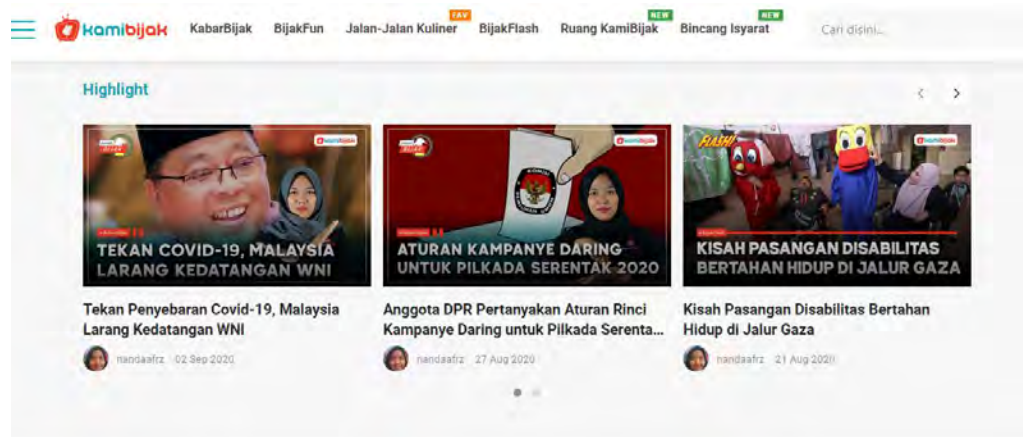 FAV
NEW
NEW
kamibijak
KabarBijak
BijakFun
Jalan-Jalan Kuliner
BijakFlash
Ruang KamiBijak
Bincang Isyarat
Cari disini...
Highlight
kamibijak
TEKAN COVID-19, MALAYSIA
LARANG KEDATANGAN WNI
Tekan Penyebaran Covid-19, Malaysia
Larang Kedatangan WNI
nandaafrz 02 Sep 2020
kamibijak
KOMISI
ATURAN KAMPANYE DARING
UNTUK PILKADA SERENTAK 2020
Anggota DPR Pertanyakan Aturan Rinci
Kampanye Daring untuk Pilkada Serenta...
nandaafrz 27 Aug 2020
FLASH!
kamibijak
KISAH PASANGAN DISABILITAS
BERTAHAN HIDUP DI JALUR GAZA
Kisah Pasangan Disabilitas Bertahan
Hidup di Jalur Gaza
nandaafrz 21 Aug 2020